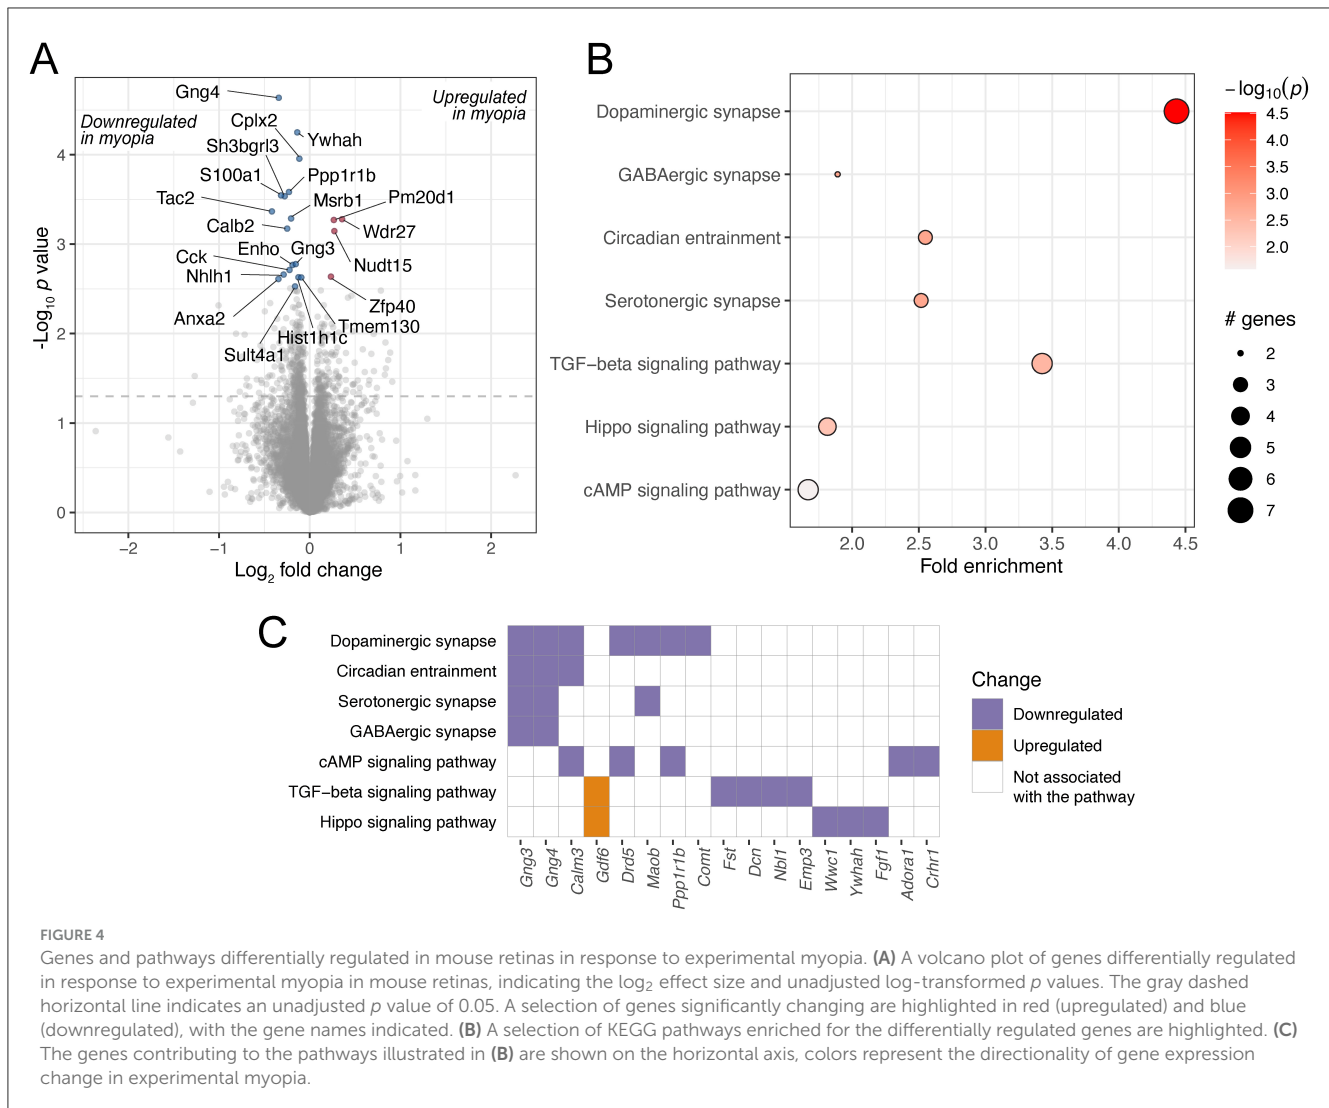 A
Gng4
Upregulated
in myopia
Downregulated
in myopia
Cplx2
Ywhah
Sh3bgrl3
S100a1
Ppp1r1b
Tac2
Msrb1
Pm20d1
Calb2
Wdr27
Enho
Gng3
Cck
Nudt15
Nhlh1
Zfp40
Anxa2
Tmem130
Hist1h1c
Sult4a1
4
3
2
1
0
-Log10 p value
−2
−1
0
1
2
Log2 fold change
B
Dopaminergic synapse
GABAergic synapse
Circadian entrainment
Serotonergic synapse
TGF−beta signaling pathway
Hippo signaling pathway
cAMP signaling pathway
2.0
2.5
3.0
3.5
4.0
4.5
Fold enrichment
−log10(p)
4.5
4.0
3.5
3.0
2.5
2.0
# genes
2
3
4
5
6
7
C
Dopaminergic synapse
Circadian entrainment
Serotonergic synapse
GABAergic synapse
cAMP signaling pathway
TGF−beta signaling pathway
Hippo signaling pathway
Gng3
Gng4
Calm3
Gdf6
Drd5
Maob
Ppp1r1b
Comt
Fst
Dcn
Nbl1
Emp3
Wwc1
Ywhah
Fgf1
Adora1
Crhr1
Change
Downregulated
Upregulated
Not associated
with the pathway
FIGURE 4
Genes and pathways differentially regulated in mouse retinas in response to experimental myopia. (A) A volcano plot of genes differentially regulated
in response to experimental myopia in mouse retinas, indicating the log2 effect size and unadjusted log-transformed p values. The gray dashed
horizontal line indicates an unadjusted p value of 0.05. A selection of genes significantly changing are highlighted in red (upregulated) and blue
(downregulated), with the gene names indicated. (B) A selection of KEGG pathways enriched for the differentially regulated genes are highlighted. (C)
The genes contributing to the pathways illustrated in (B) are shown on the horizontal axis, colors represent the directionality of gene expression
change in experimental myopia.